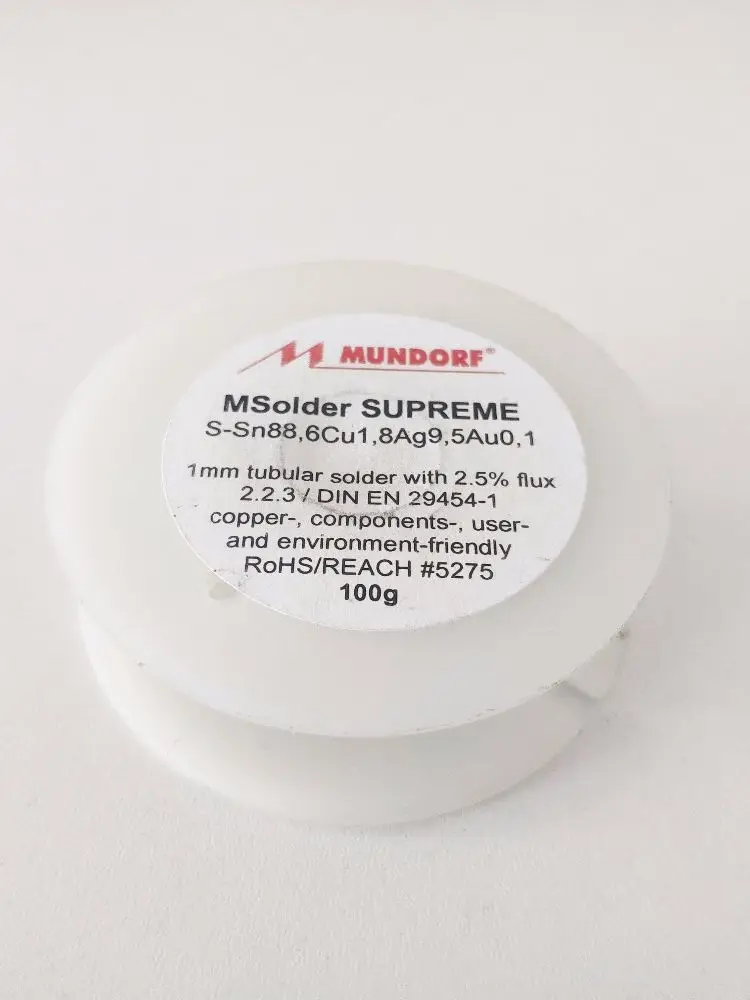 MUNDORF®
MSolder SUPREME
S-Sn88,6Cu1,8Ag9,5Au0,1
1mm tubular solder with 2.5% flux
2.2.3 / DIN EN 29454-1
copper-, components-, user-
and environment-friendly
RoHS/REACH #5275
100g